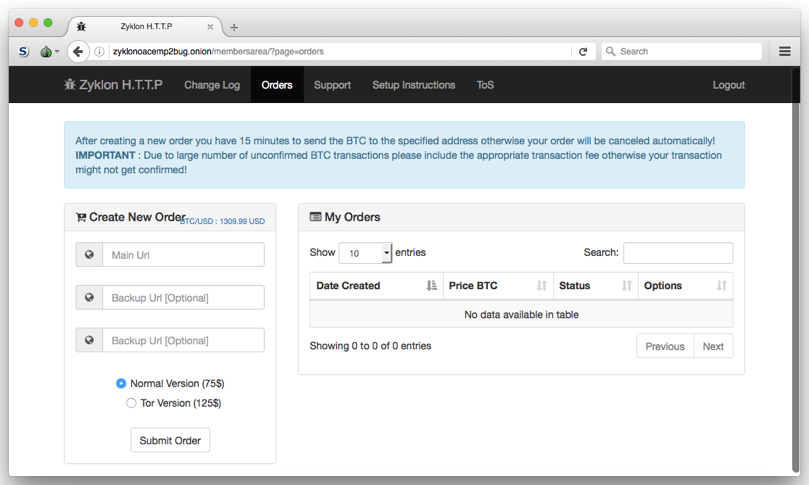 Zyklon H.T.T.P
zyklonoacemp2bug.onion/membersarea/?page=orders
Search
Zyklon H.T.T.P
Change Log
Orders
Support
Setup Instructions
ToS
Logout
After creating a new order you have 15 minutes to send the BTC to the specified address otherwise your order will be canceled automatically!
IMPORTANT : Due to large number of unconfirmed BTC transactions please include the appropriate transaction fee otherwise your transaction
might not get confirmed!
Create New Order
BTC/USD : 1309.99 USD
Main Url
Backup Url [Optional]
Backup Url [Optional]
Normal Version (75$)
Tor Version (125$)
Submit Order
My Orders
Show 10 entries
Search:
Date Created
Price BTC
Status
Options
No data available in table
Showing 0 to 0 of 0 entries
Previous
Next